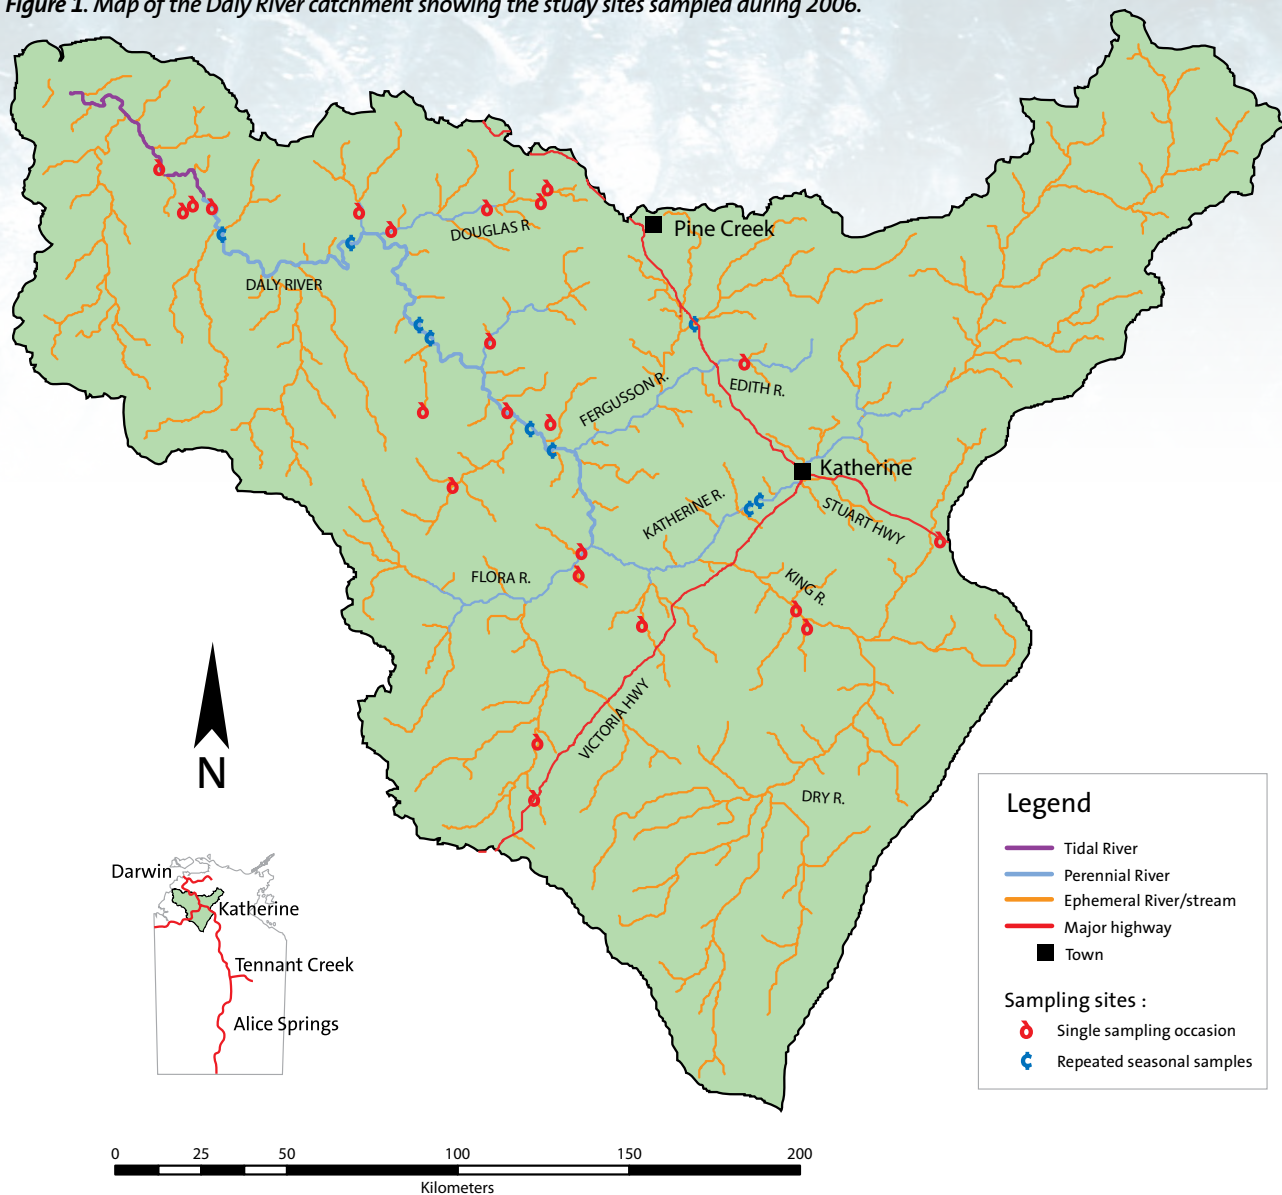 Figure 1. Map of the Daly River catchment showing the study sites sampled during 2006.
Pine Creek
DOUGLAS R
DALY RIVER
FERGUSSON R.
EDITH R.
Katherine
KATHERINE R.
STUART HWY
FLORA R.
KING R.
VICTORIA HWY
DRY R.
N
Darwin
Katherine
Tennant Creek
Alice Springs
Legend
Tidal River
Perennial River
Ephemeral River/stream
Major highway
Town
Sampling sites :
Single sampling occasion
Repeated seasonal samples
0 25 50 100 150 200
Kilometers